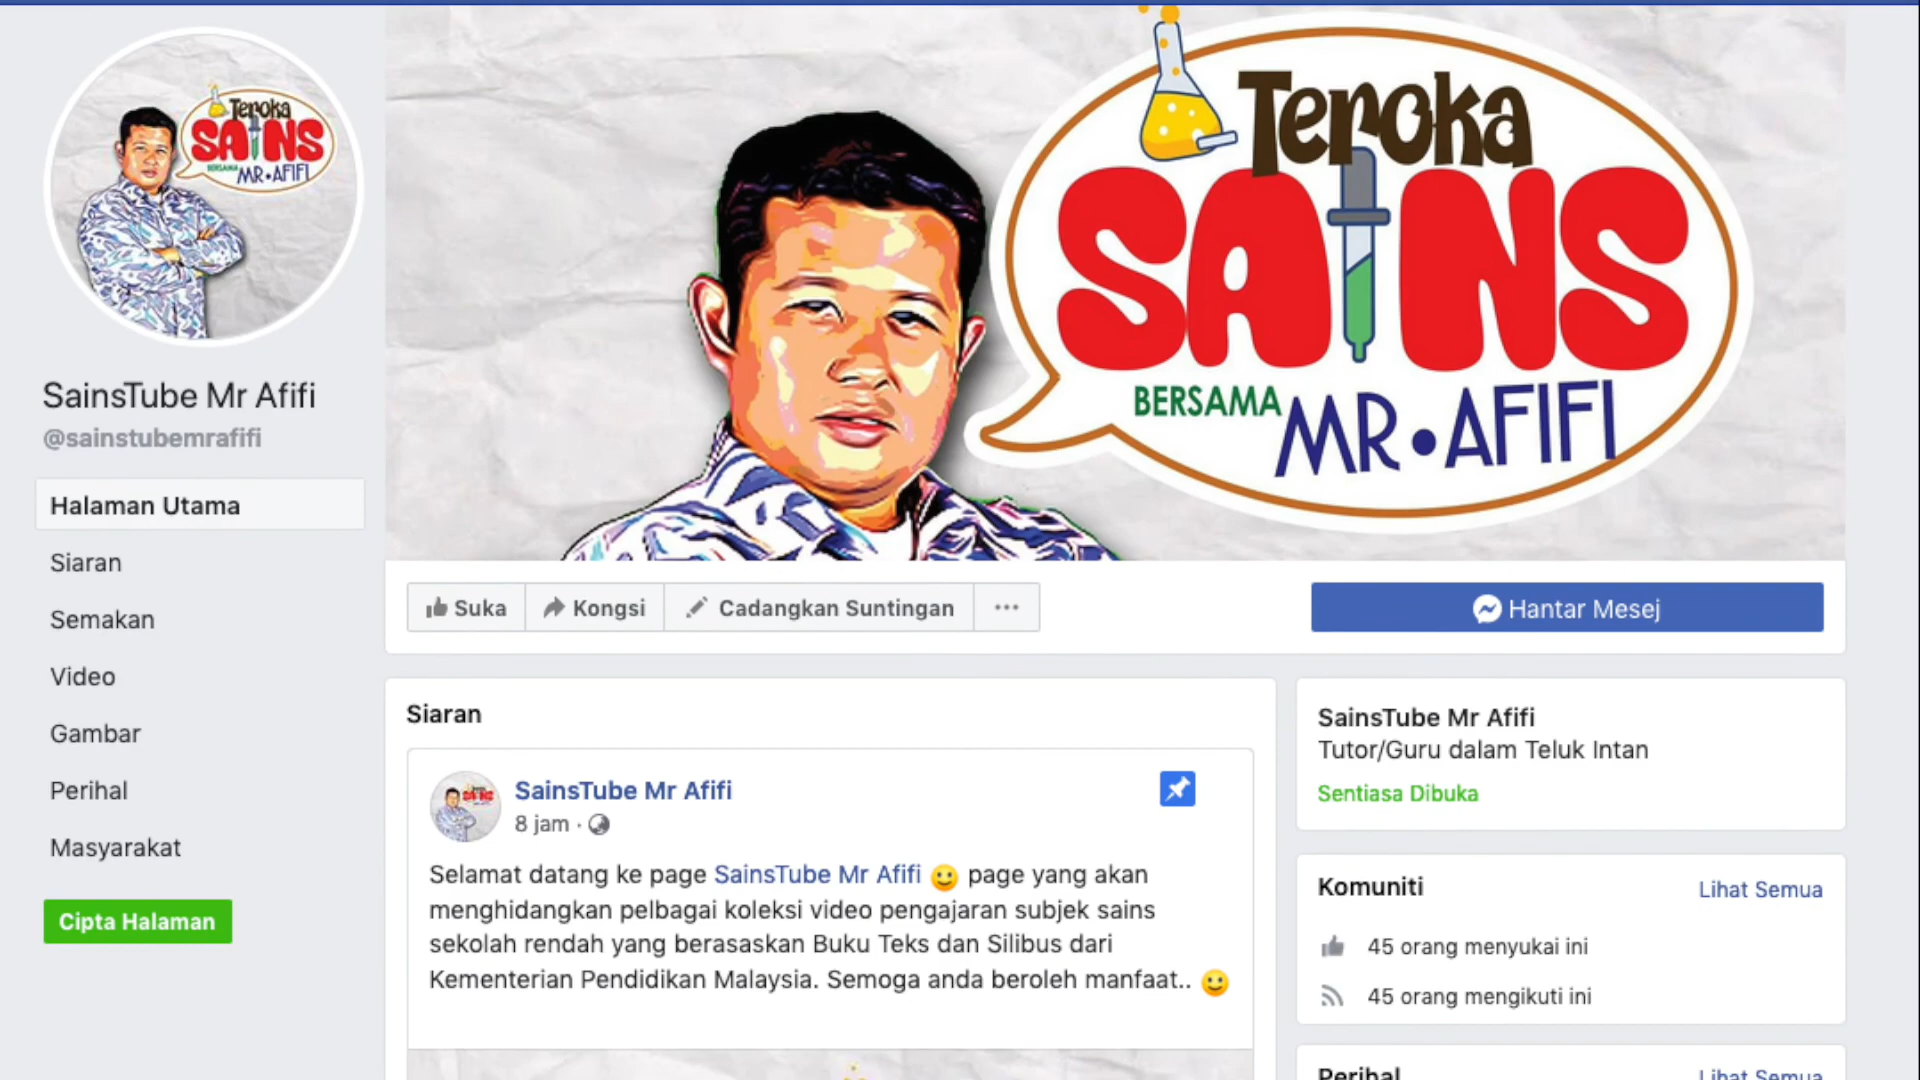 Teroka
SAINS
BERSAMA
MR•AFIFI
SainsTube Mr Afifi
@sainstubemrafifi
Halaman Utama
Siaran
Semakan
Video
Gambar
Perihal
Masyarakat
Cipta Halaman
Teroka
SAINS
BERSAMA
MR•AFIFI
Suka
Kongsi
Cadangkan Suntingan
Hantar Mesej
Siaran
SainsTube Mr Afifi
8 jam ·
Selamat datang ke page SainsTube Mr Afifi 🙂 page yang akan
menghidangkan pelbagai koleksi video pengajaran subjek sains
sekolah rendah yang berasaskan Buku Teks dan Silibus dari
Kementerian Pendidikan Malaysia. Semoga anda beroleh manfaat.. 🙂
SainsTube Mr Afifi
Tutor/Guru dalam Teluk Intan
Sentiasa Dibuka
Komuniti
Lihat Semua
45 orang menyukai ini
45 orang mengikuti ini
Perihal
Lihat Semua